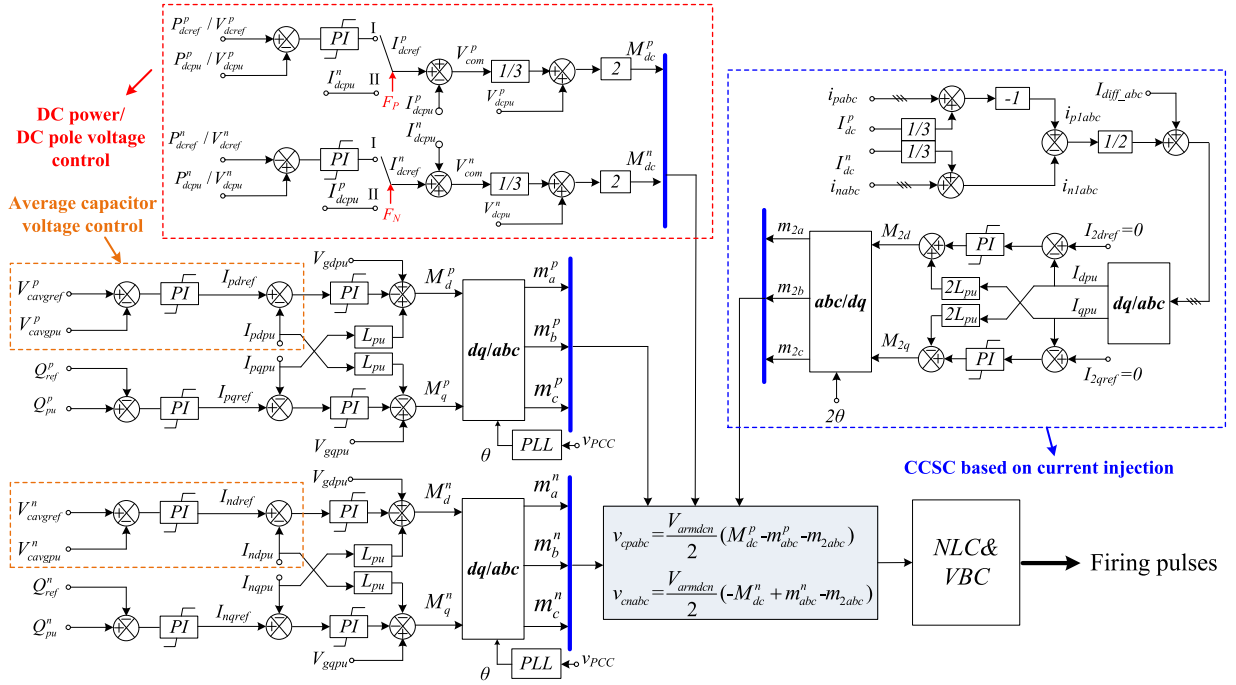 P^p_dcref / V^p_dcref
P^p_dcpu / V^p_dcpu
PI
I
II
I^n_dcpu
I^p_dcref
F_P
I^p_dcpu
V^p_com
1/3
V^p_dcpu
2
M^p_dc
DC power/
DC pole voltage
control
P^n_dcref / V^n_dcref
P^n_dcpu / V^n_dcpu
PI
I
II
I^p_dcpu
I^n_dcref
F_N
I^n_dcpu
V^n_com
1/3
V^n_dcpu
2
M^n_dc
Average capacitor
voltage control
V^p_cavgref
V^p_cavgpu
PI
I_pdref
I_pdpu
I_pqpu
PI
V_gdpu
L_pu
L_pu
M^p_d
Q^p_ref
Q^p_pu
PI
I_pqref
PI
V_gqpu
M^p_q
dq/abc
θ
PLL
v_PCC
m^p_a
m^p_b
m^p_c
V^n_cavgref
V^n_cavgpu
PI
I_ndref
I_ndpu
I_nqpu
PI
V_gdpu
L_pu
L_pu
M^n_d
Q^n_ref
Q^n_pu
PI
I_nqref
PI
V_gqpu
M^n_q
dq/abc
θ
PLL
v_PCC
m^n_a
m^n_b
m^n_c
i_pabc
I^p_dc
1/3
1/3
I^n_dc
i_nabc
-1
i_p1abc
i_n1abc
1/2
I_diff_abc
m_2a
m_2b
m_2c
abc/dq
2θ
M_2d
M_2q
PI
2L_pu
2L_pu
PI
I_2dref=0
I_dpu
I_qpu
I_2qref=0
dq/abc
CCSC based on current injection
v_cpabc = V_armdcn/2 (M^p_dc - m^p_abc - m_2abc)
v_cnabc = V_armdcn/2 (-M^n_dc + m^n_abc - m_2abc)
NLC&
VBC
Firing pulses